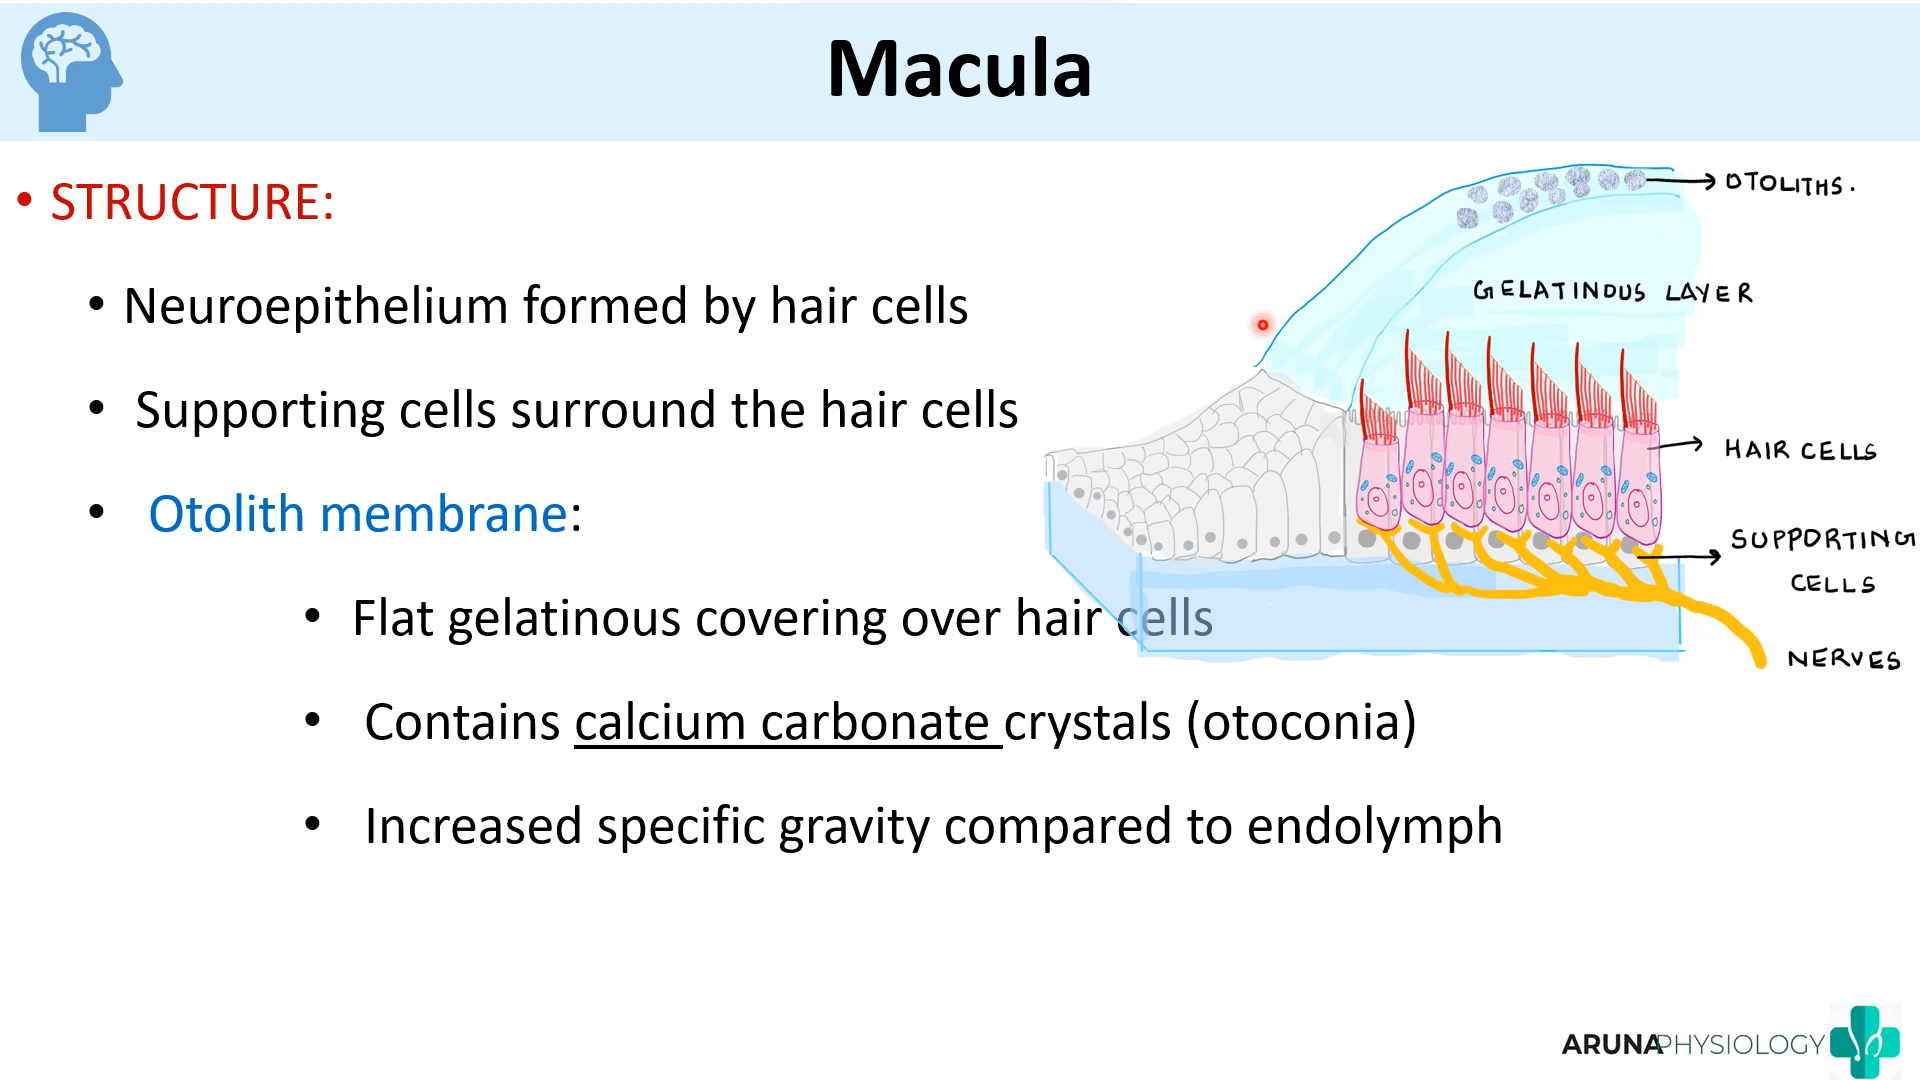 Macula
• STRUCTURE:
• Neuroepithelium formed by hair cells
• Supporting cells surround the hair cells
• Otolith membrane:
• Flat gelatinous covering over hair cells
• Contains calcium carbonate crystals (otoconia)
• Increased specific gravity compared to endolymph
OTOLITHS.
GELATINOUS LAYER
HAIR CELLS
SUPPORTING
CELLS
NERVES
ARUNAPHYSIOLOGY